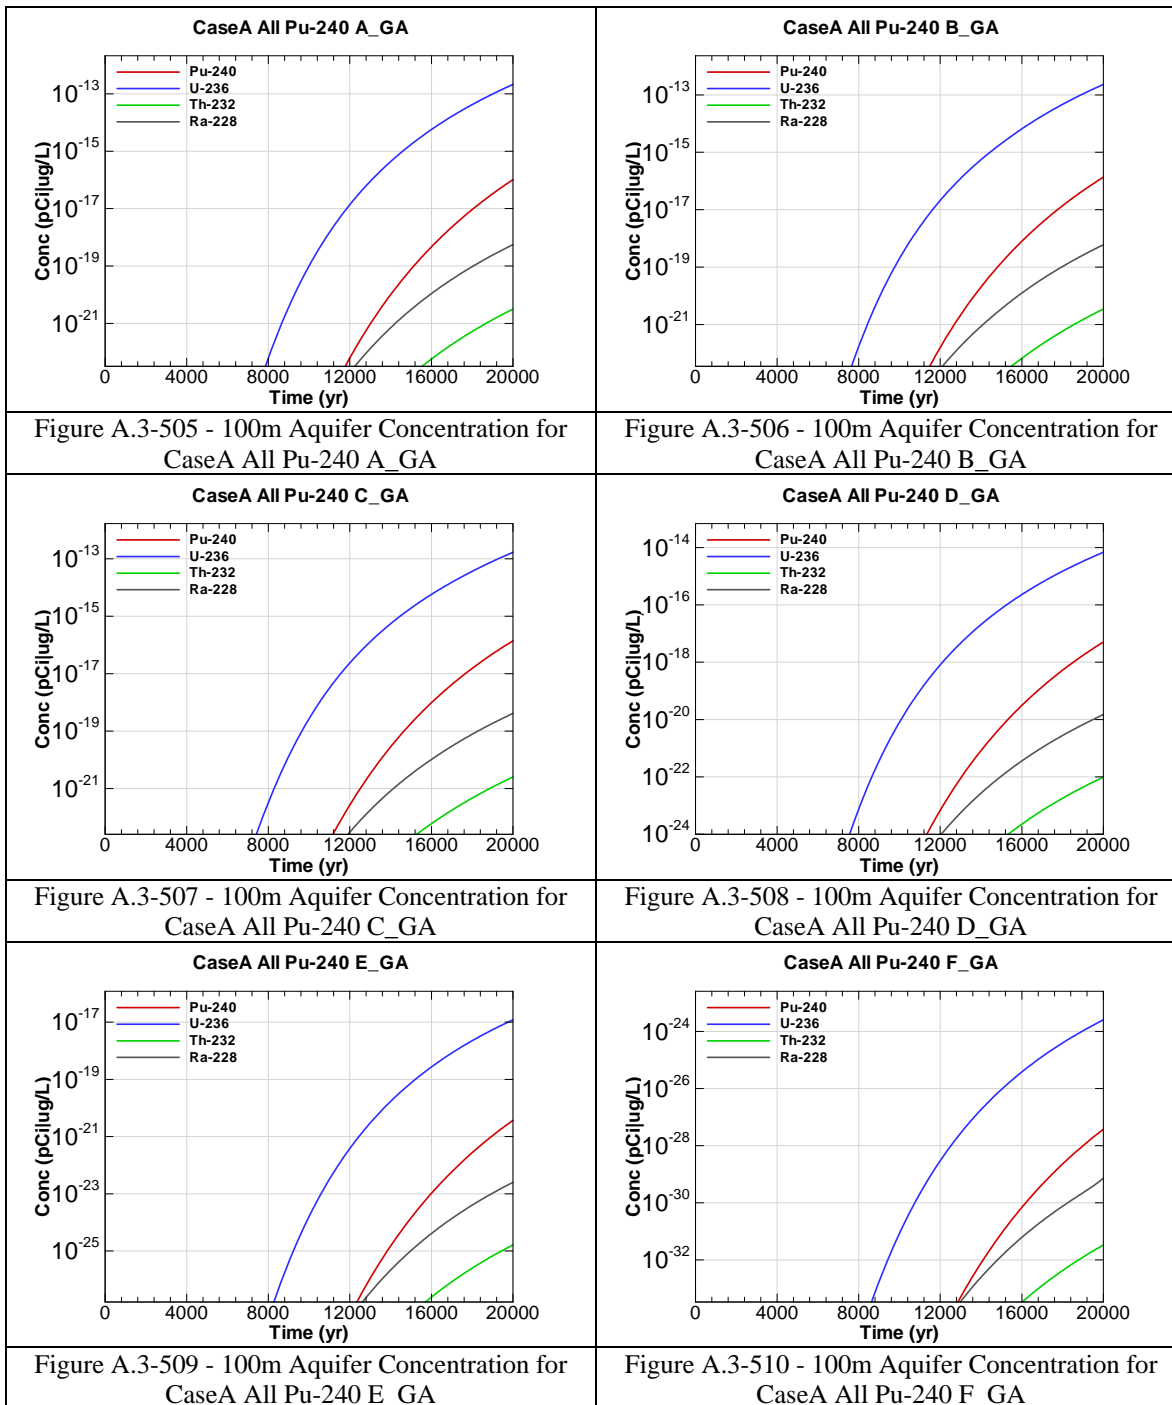 CaseA All Pu-240 A_GA
Pu-240
U-236
Th-232
Ra-228
10-13
10-15
10-17
10-19
10-21
Conc (pCi|ug/L)
0 4000 8000 12000 16000 20000
Time (yr)
Figure A.3-505 - 100m Aquifer Concentration for
CaseA All Pu-240 A_GA
CaseA All Pu-240 B_GA
Pu-240
U-236
Th-232
Ra-228
10-13
10-15
10-17
10-19
10-21
Conc (pCi|ug/L)
0 4000 8000 12000 16000 20000
Time (yr)
Figure A.3-506 - 100m Aquifer Concentration for
CaseA All Pu-240 B_GA
CaseA All Pu-240 C_GA
Pu-240
U-236
Th-232
Ra-228
10-13
10-15
10-17
10-19
10-21
Conc (pCi|ug/L)
0 4000 8000 12000 16000 20000
Time (yr)
Figure A.3-507 - 100m Aquifer Concentration for
CaseA All Pu-240 C_GA
CaseA All Pu-240 D_GA
Pu-240
U-236
Th-232
Ra-228
10-14
10-16
10-18
10-20
10-22
10-24
Conc (pCi|ug/L)
0 4000 8000 12000 16000 20000
Time (yr)
Figure A.3-508 - 100m Aquifer Concentration for
CaseA All Pu-240 D_GA
CaseA All Pu-240 E_GA
Pu-240
U-236
Th-232
Ra-228
10-17
10-19
10-21
10-23
10-25
Conc (pCi|ug/L)
0 4000 8000 12000 16000 20000
Time (yr)
Figure A.3-509 - 100m Aquifer Concentration for
CaseA All Pu-240 E_GA
CaseA All Pu-240 F_GA
Pu-240
U-236
Th-232
Ra-228
10-24
10-26
10-28
10-30
10-32
Conc (pCi|ug/L)
0 4000 8000 12000 16000 20000
Time (yr)
Figure A.3-510 - 100m Aquifer Concentration for
CaseA All Pu-240 F_GA